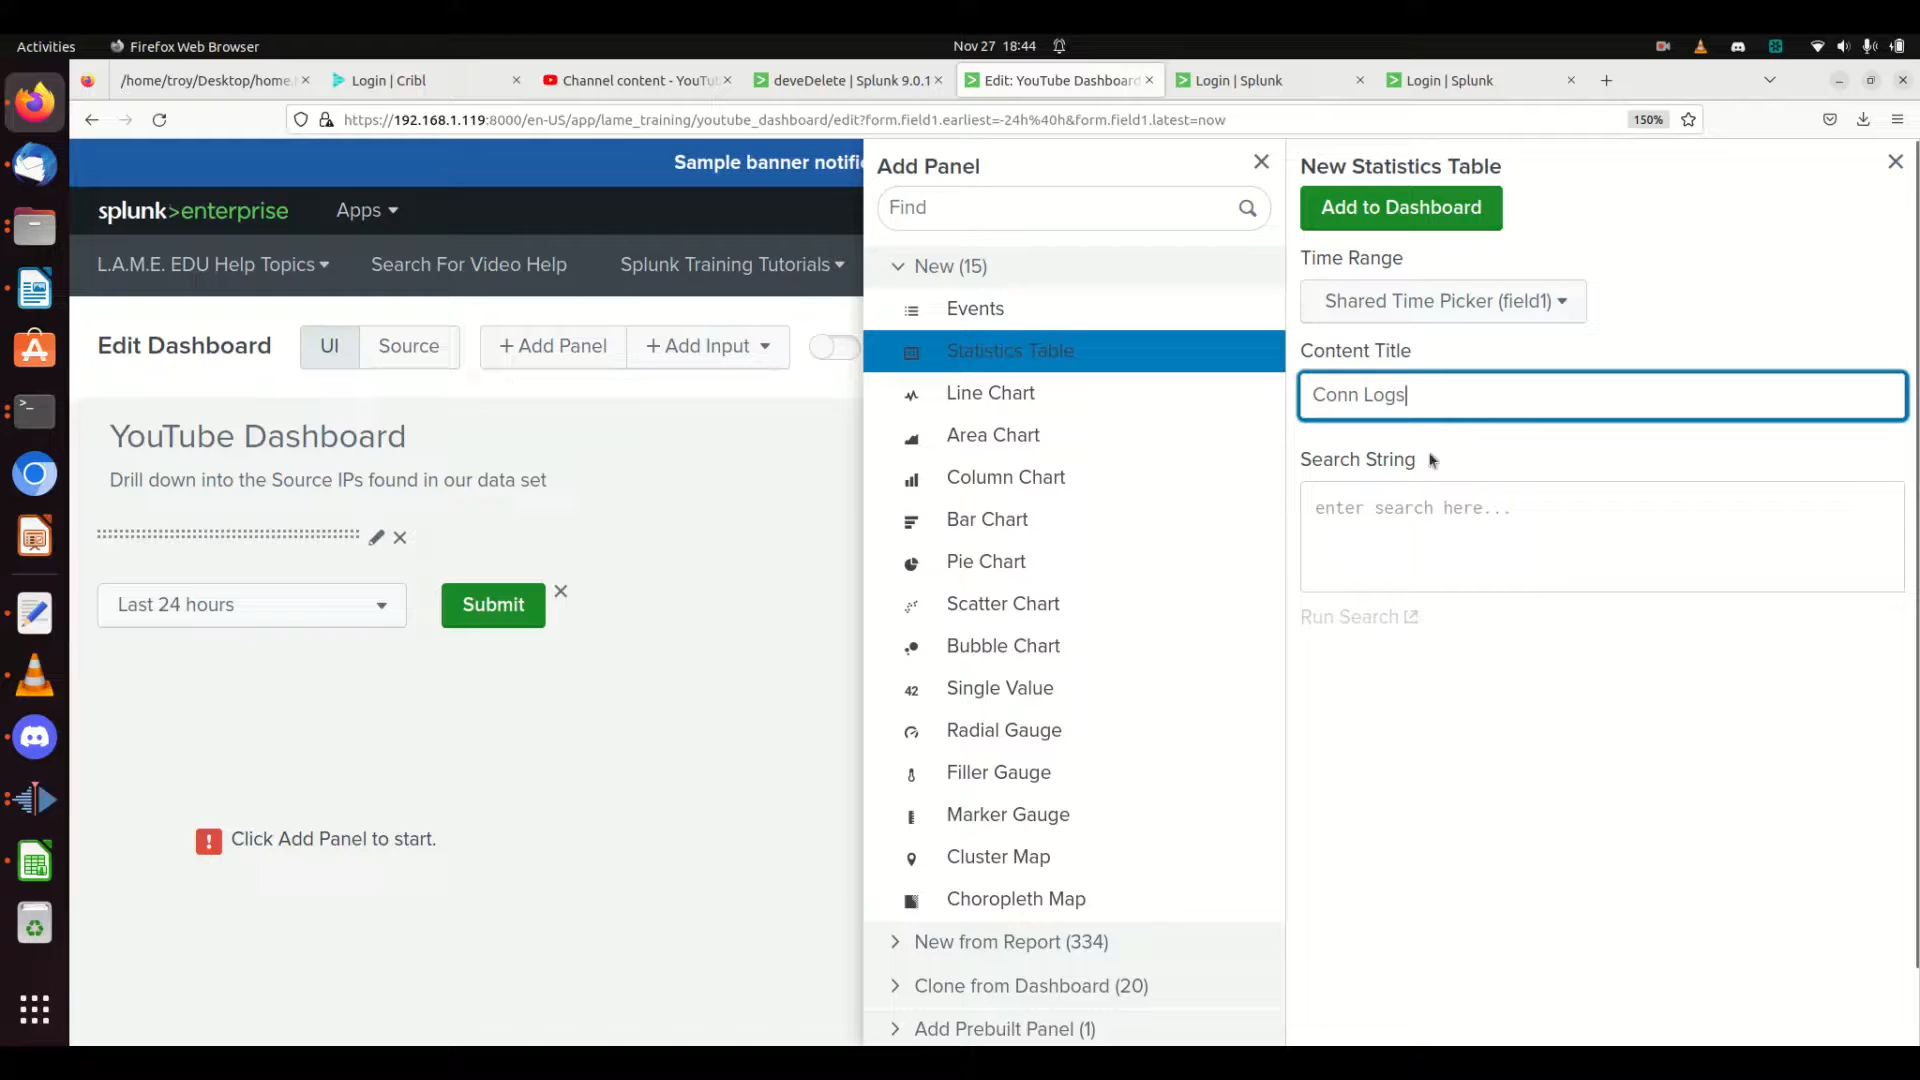 Activities Firefox Web Browser Nov 27 18:44
/home/troy/Desktop/home. Login | Cribl Channel content - YouTu deveDelete | Splunk 9.0.1 Edit: YouTube Dashboard Login | Splunk Login | Splunk
https://192.168.1.119:8000/en-US/app/lame_training/youtube_dashboard/edit?form.field1.earliest=-24h%40h&form.field1.latest=now 150%
Sample banner notific
splunk>enterprise Apps
L.A.M.E. EDU Help Topics Search For Video Help Splunk Training Tutorials
Edit Dashboard UI Source + Add Panel + Add Input
YouTube Dashboard
Drill down into the Source IPs found in our data set
Last 24 hours Submit
! Click Add Panel to start.
Add Panel
Find
New (15)
Events
Statistics Table
Line Chart
Area Chart
Column Chart
Bar Chart
Pie Chart
Scatter Chart
Bubble Chart
42 Single Value
Radial Gauge
Filler Gauge
Marker Gauge
Cluster Map
Choropleth Map
New from Report (334)
Clone from Dashboard (20)
Add Prebuilt Panel (1)
New Statistics Table
Add to Dashboard
Time Range
Shared Time Picker (field1)
Content Title
Conn Logs
Search String
enter search here...
Run Search